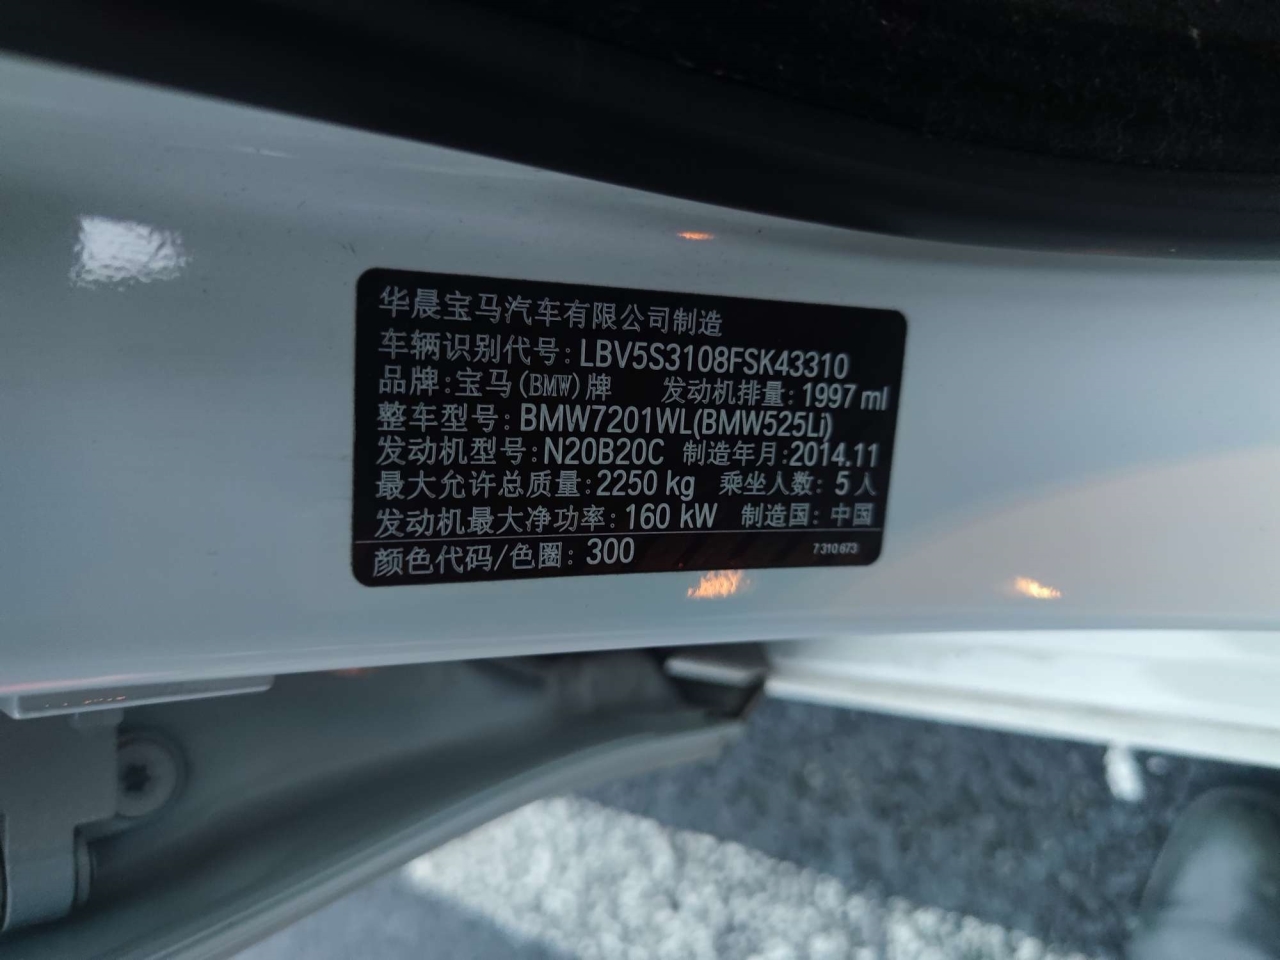 华晨宝马汽车有限公司制造
车辆识别代号: LBV5S3108FSK43310
品牌:宝马(BMW)牌 发动机排量: 1997 ml
整车型号: BMW7201WL(BMW525Li)
发动机型号: N20B20C 制造年月: 2014.11
最大允许总质量: 2250 kg 乘坐人数: 5 人
发动机最大净功率: 160 kW 制造国: 中国
颜色代码/色圈: 300 7 310 673